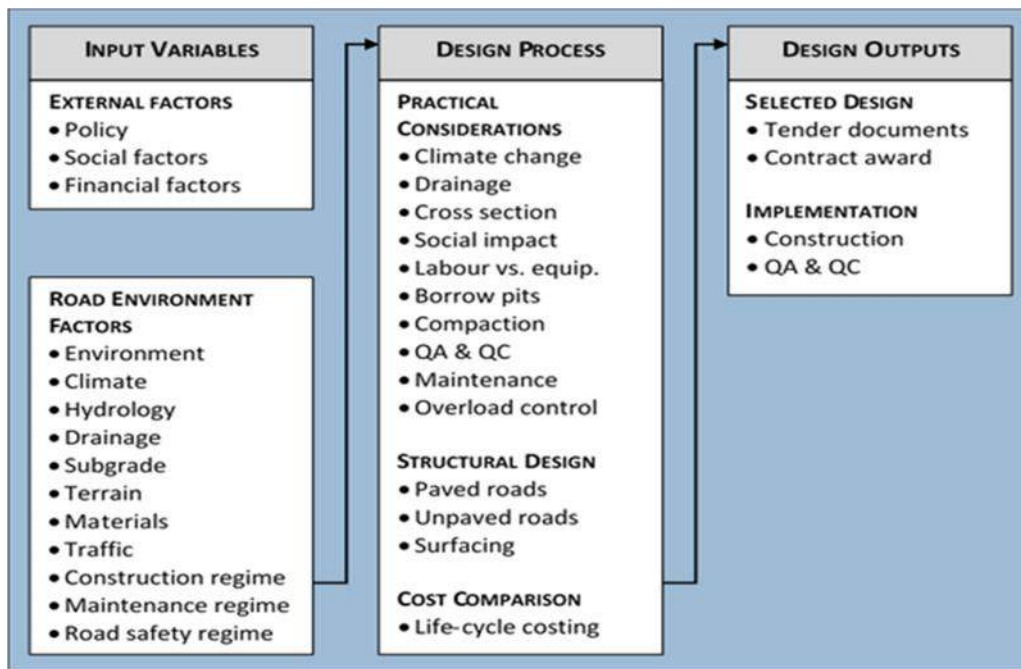 INPUT VARIABLES
EXTERNAL FACTORS
• Policy
• Social factors
• Financial factors
ROAD ENVIRONMENT
FACTORS
• Environment
• Climate
• Hydrology
• Drainage
• Subgrade
• Terrain
• Materials
• Traffic
• Construction regime
• Maintenance regime
• Road safety regime
DESIGN PROCESS
PRACTICAL
CONSIDERATIONS
• Climate change
• Drainage
• Cross section
• Social impact
• Labour vs. equip.
• Borrow pits
• Compaction
• QA & QC
• Maintenance
• Overload control
STRUCTURAL DESIGN
• Paved roads
• Unpaved roads
• Surfacing
COST COMPARISON
• Life-cycle costing
DESIGN OUTPUTS
SELECTED DESIGN
• Tender documents
• Contract award
IMPLEMENTATION
• Construction
• QA & QC